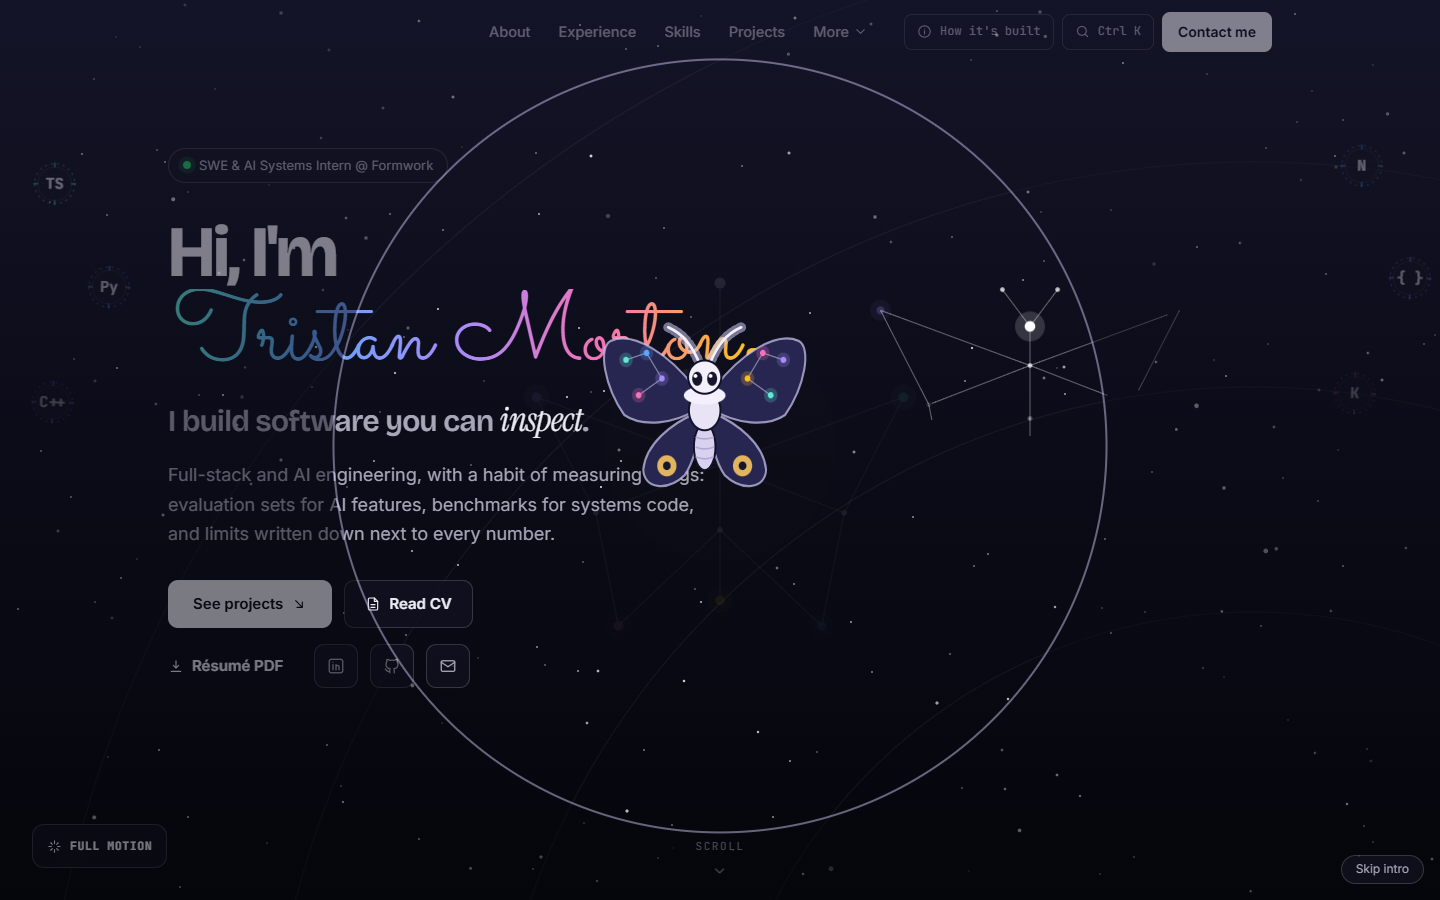 About Experience Skills Projects More How it's built Ctrl K Contact me
SWE & AI Systems Intern @ Formwork
TS
N
Hi, I'm
Py
{ }
Tristan Morton.
C++
K
I build software you can inspect.
Full-stack and AI engineering, with a habit of measuring
evaluation sets for AI features, benchmarks for systems code,
and limits written down next to every number.
See projects
Read CV
Résumé PDF
in
FULL MOTION
SCROLL
Skip intro